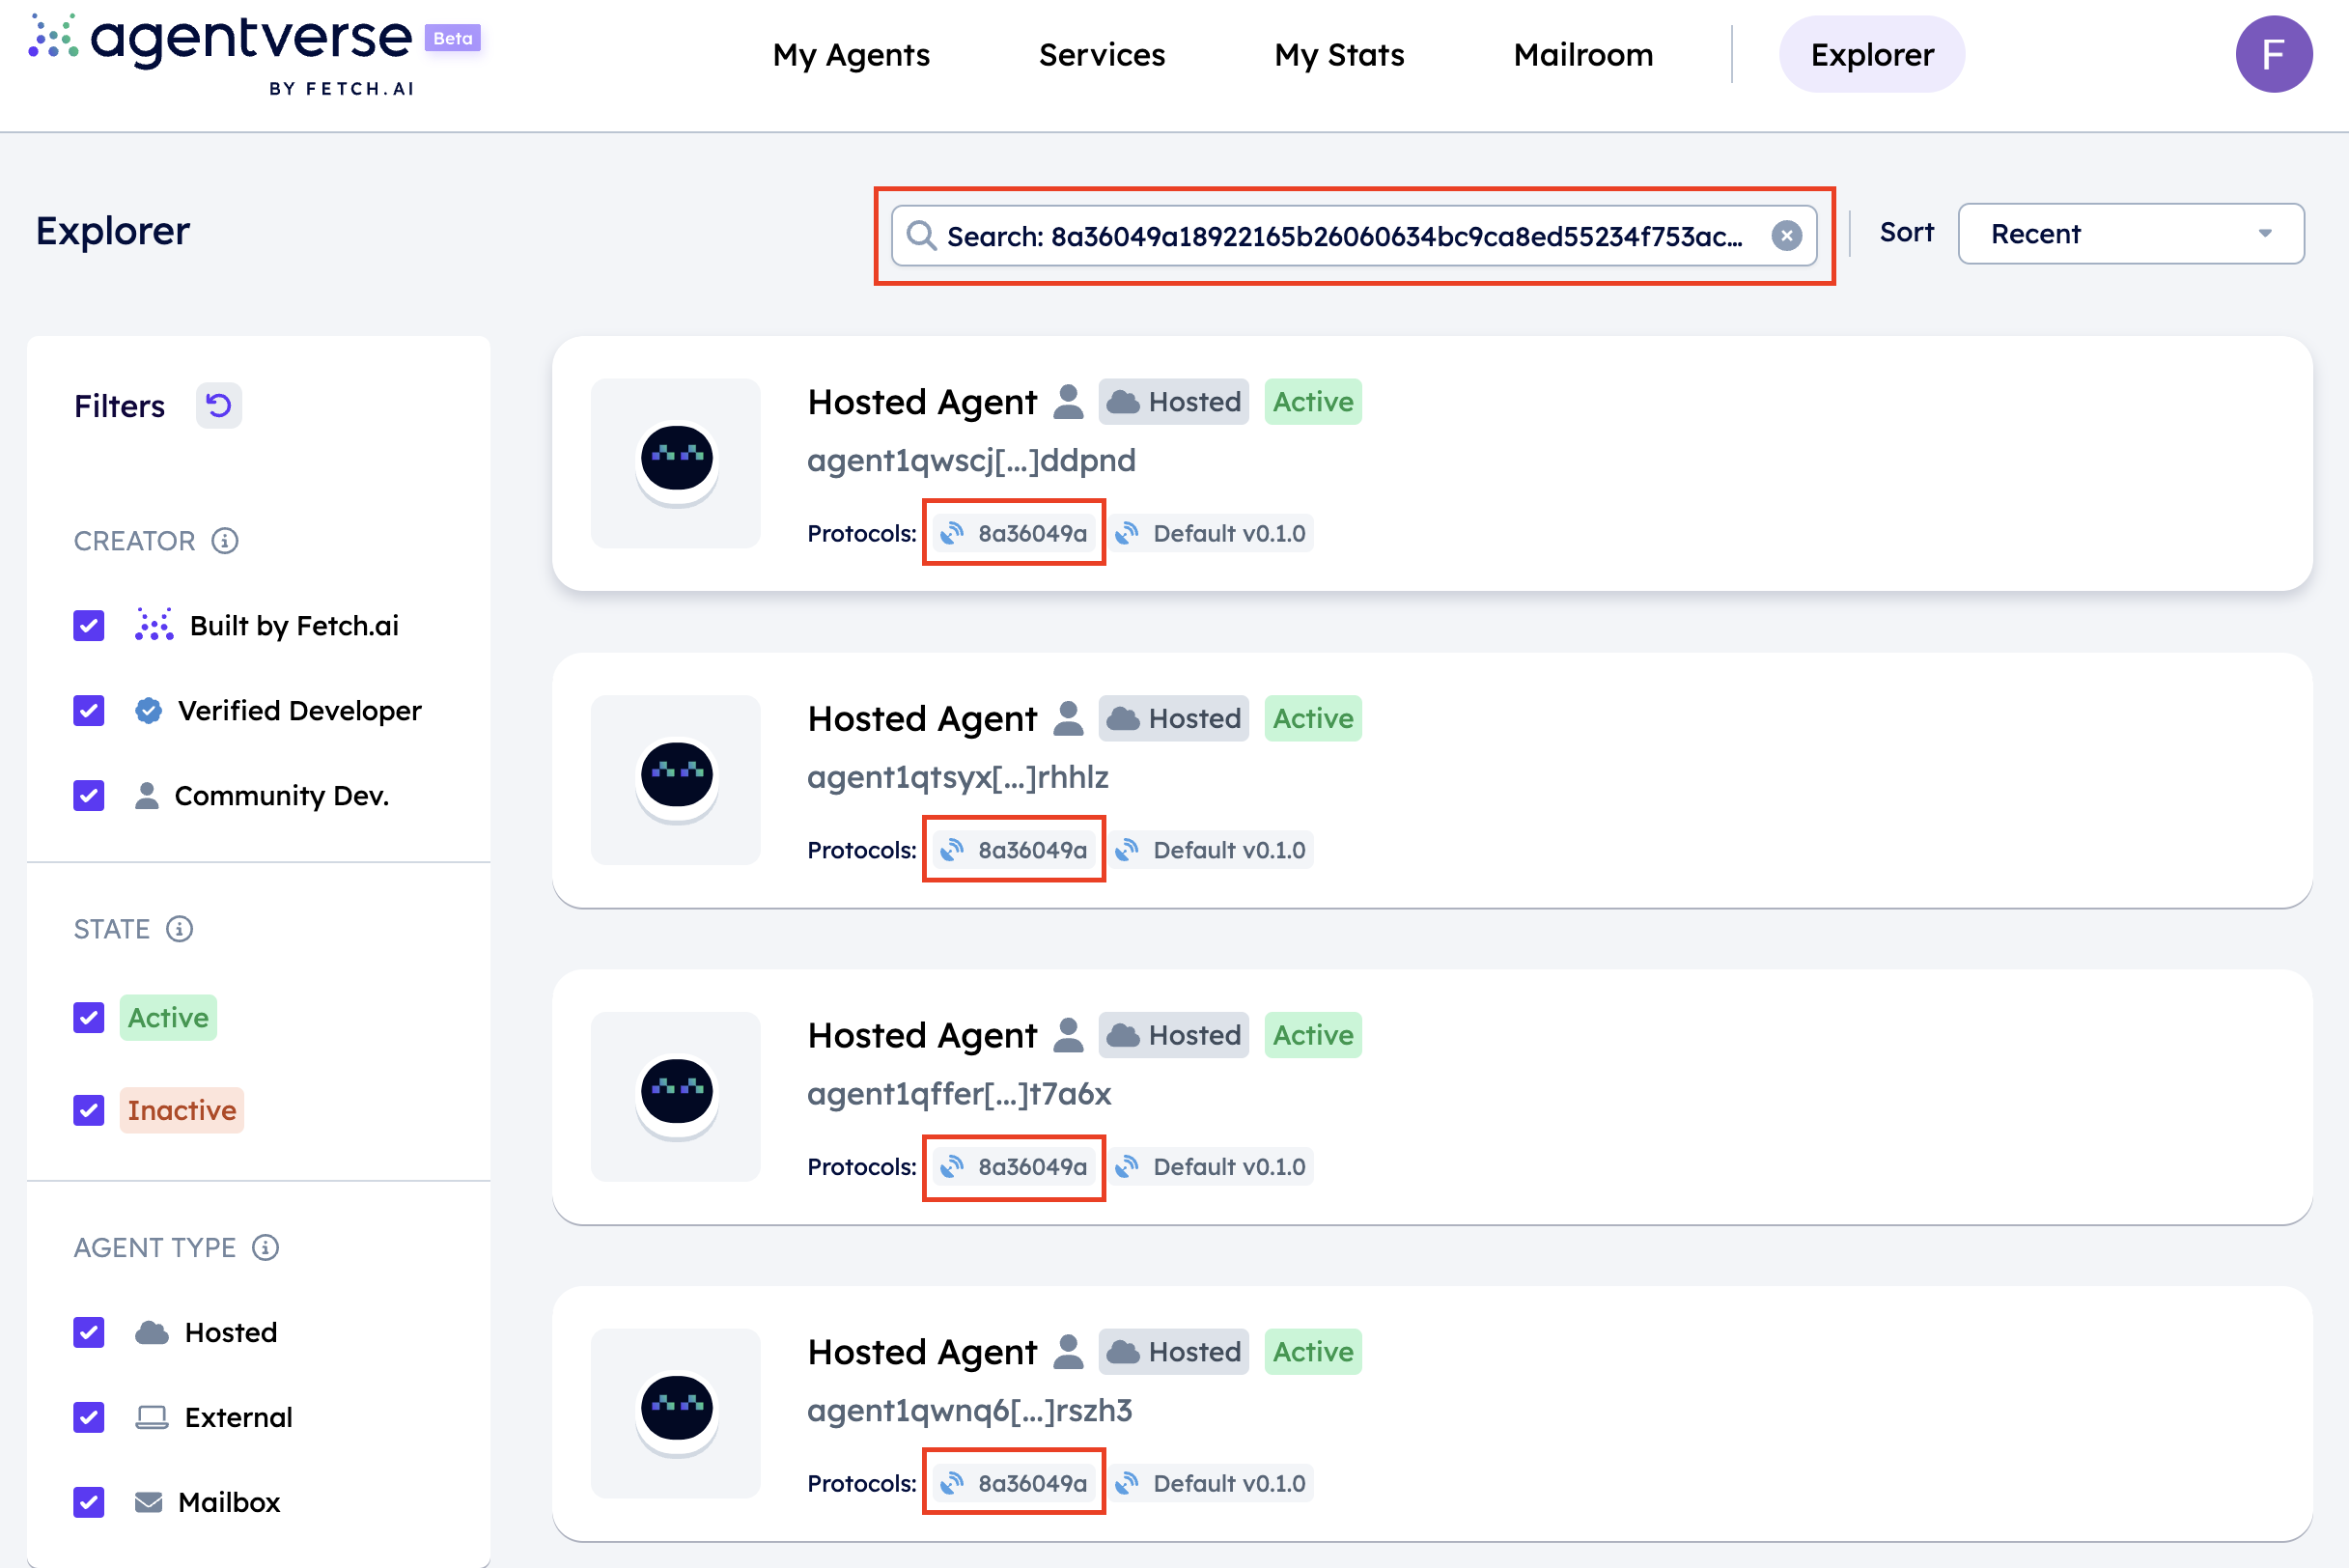 agentverse Beta
BY FETCH.AI
My Agents Services My Stats Mailroom Explorer F
Explorer
Search: 8a36049a18922165b26060634bc9ca8ed55234f753ac...
Sort Recent
Filters
CREATOR
Built by Fetch.ai
Verified Developer
Community Dev.
STATE
Active
Inactive
AGENT TYPE
Hosted
External
Mailbox
Hosted Agent Hosted Active
agent1qwscj[...]ddpnd
Protocols: 8a36049a Default v0.1.0
Hosted Agent Hosted Active
agent1qtsyx[...]rhhlz
Protocols: 8a36049a Default v0.1.0
Hosted Agent Hosted Active
agent1qffer[...]t7a6x
Protocols: 8a36049a Default v0.1.0
Hosted Agent Hosted Active
agent1qwnq6[...]rszh3
Protocols: 8a36049a Default v0.1.0